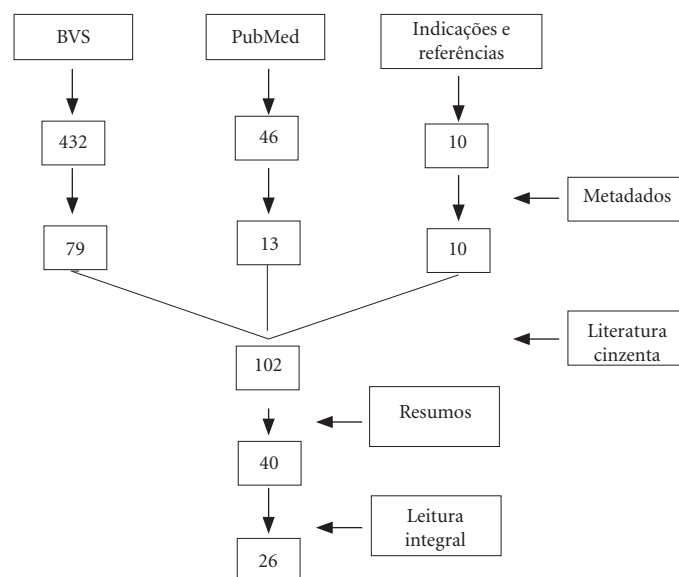 BVS
PubMed
Indicações e
referências
432
46
10
Metadados
79
13
10
Literatura
cinzenta
102
Resumos
40
Leitura
integral
26